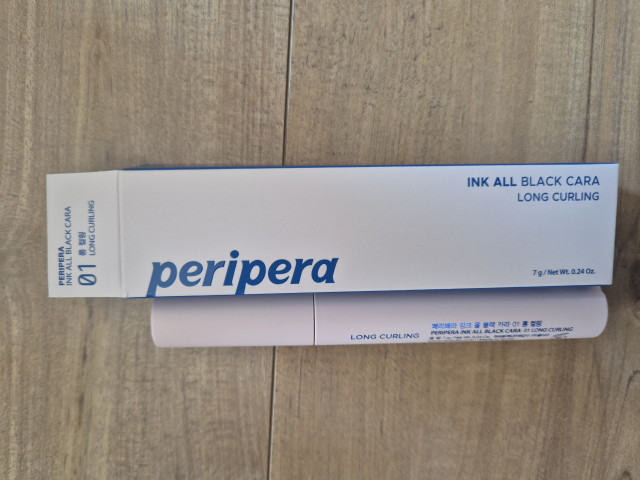 PERIPERA
INK ALL BLACK CARA
01 롱 컬링
LONG CURLING
INK ALL BLACK CARA
LONG CURLING
peripera
7 g / Net Wt. 0.24 Oz.
LONG CURLING
페리페라 잉크 올 블랙 카라 01 롱 컬링
PERIPERA INK ALL BLACK CARA 01 LONG CURLING